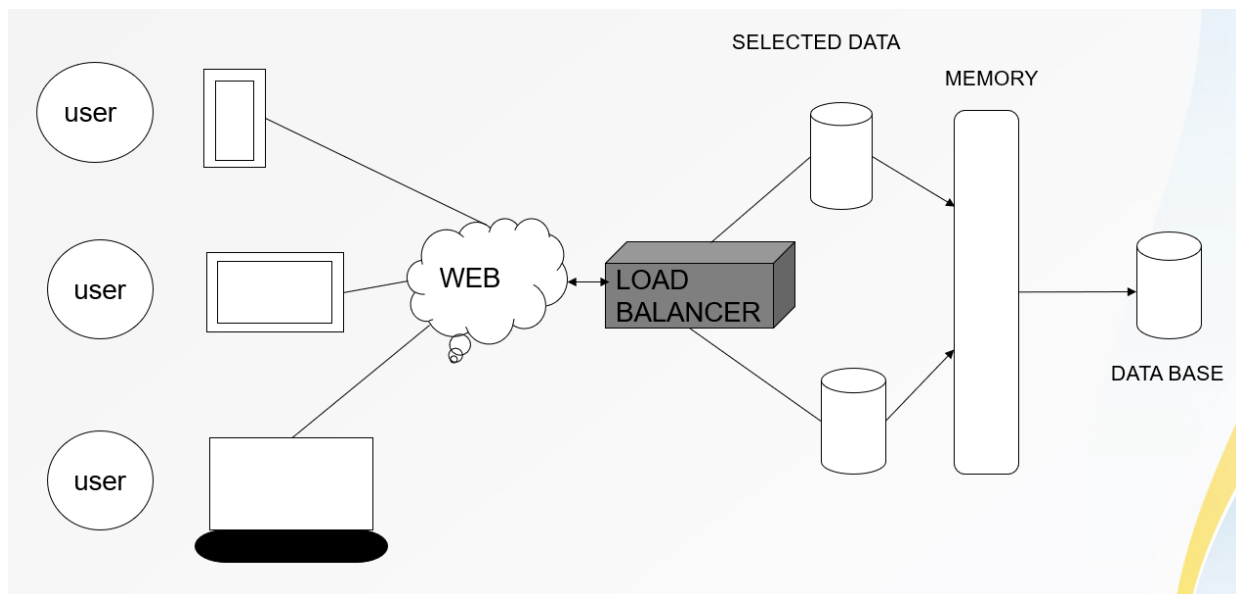 SELECTED DATA
MEMORY
user
WEB
LOAD
BALANCER
user
DATA BASE
user